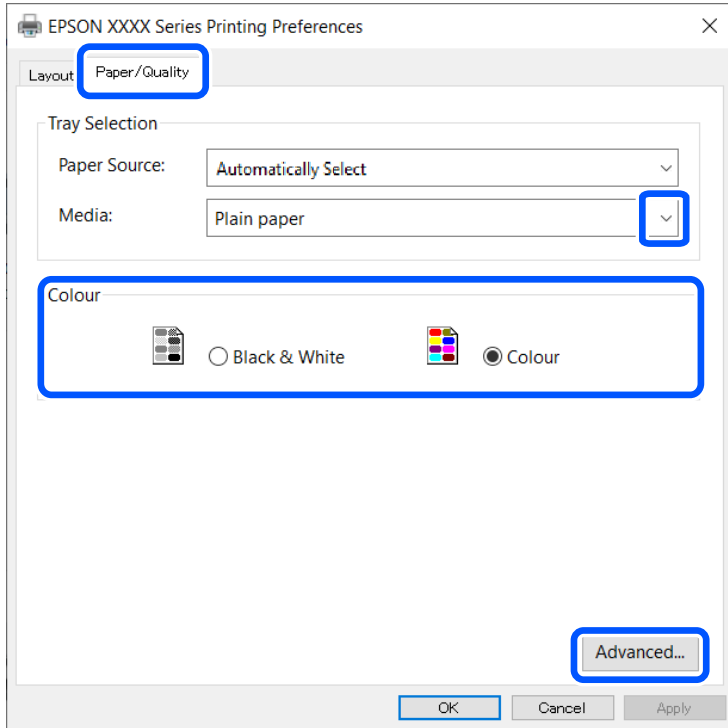 EPSON XXXX Series Printing Preferences
Layout Paper/Quality
Tray Selection
Paper Source: Automatically Select
Media: Plain paper
Colour
Black & White Colour
Advanced...
OK Cancel Apply